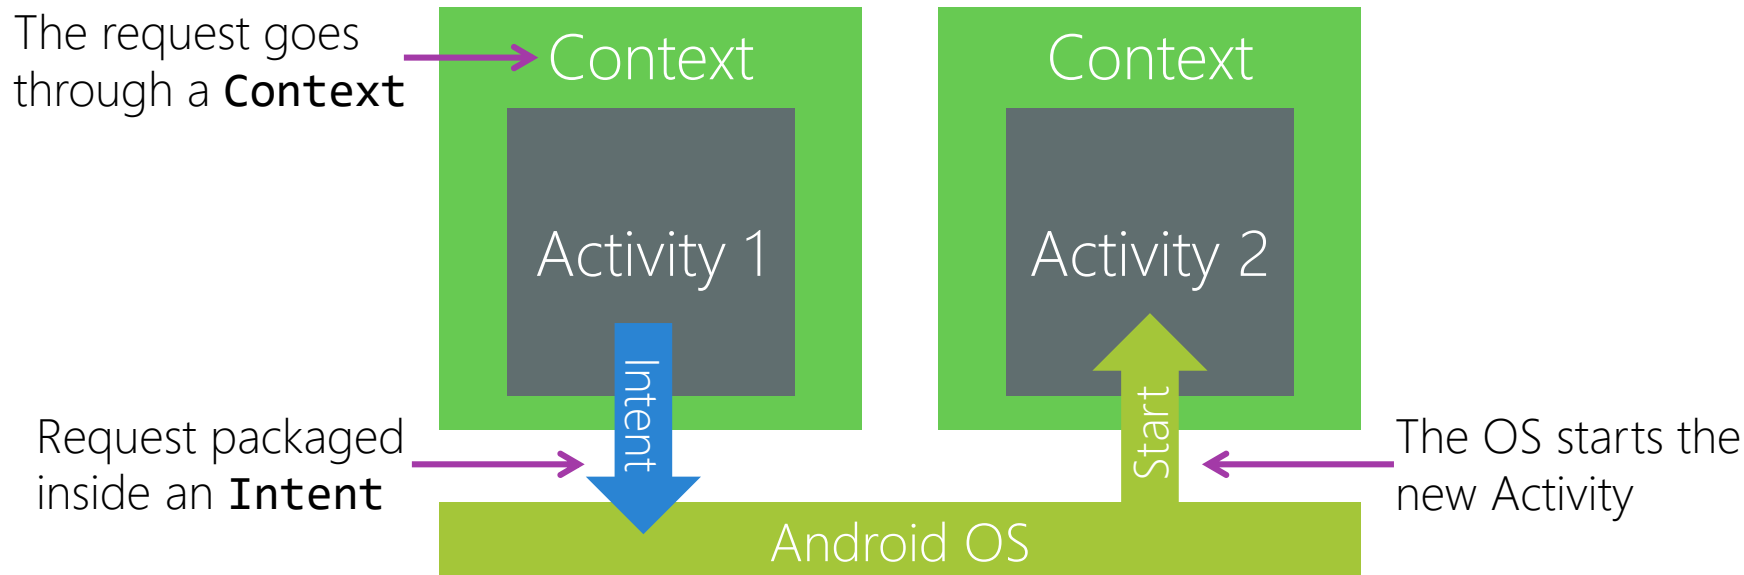 The request goes
through a Context
Context
Context
Activity 1
Activity 2
Intent
Start
Request packaged
inside an Intent
The OS starts the
new Activity
Android OS